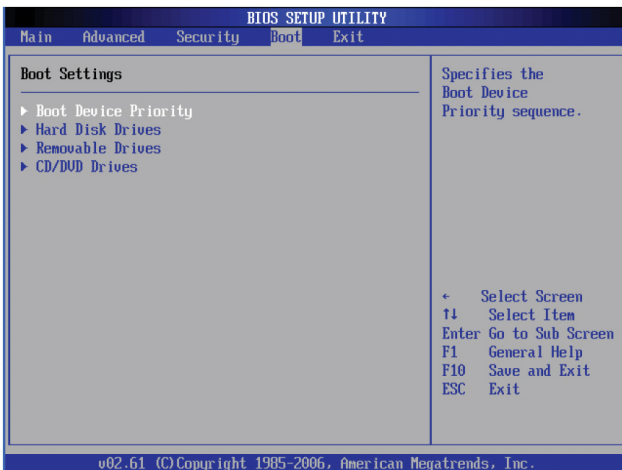 BIOS SETUP UTILITY
Main Advanced Security Boot Exit
Boot Settings
Boot Device Priority
Hard Disk Drives
Removable Drives
CD/DVD Drives
Specifies the
Boot Device
Priority sequence.
← Select Screen
↑↓ Select Item
Enter Go to Sub Screen
F1 General Help
F10 Save and Exit
ESC Exit
v02.61 (C)Copyright 1985-2006, American Megatrends, Inc.